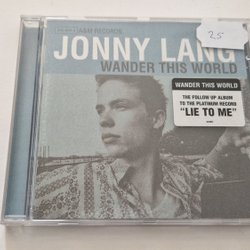 A&M RECORDS
25
JONNY LANG
WANDER THIS WORLD
WANDER THIS WORLD
THE FOLLOW UP ALBUM
TO THE PLATINUM RECORD
"LIE TO ME"